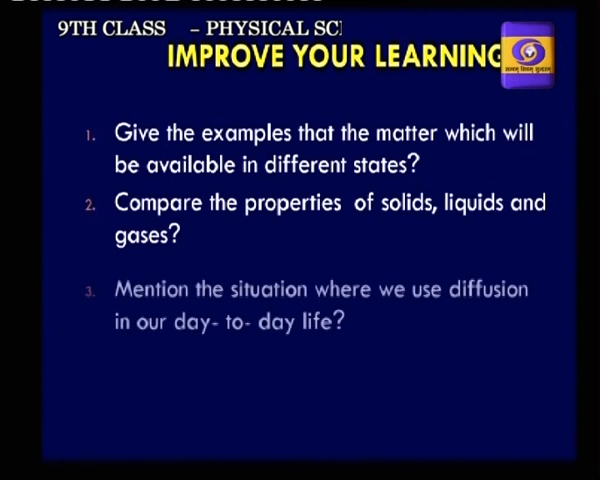 9TH CLASS – PHYSICAL SC
IMPROVE YOUR LEARNING
1. Give the examples that the matter which will
be available in different states?
2. Compare the properties of solids, liquids and
gases?
3. Mention the situation where we use diffusion
in our day- to- day life?